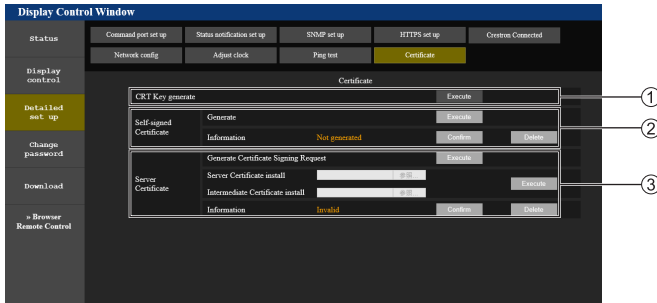 Display Control Window
Status
Display
control
Detailed
set up
Change
password
Download
» Browser
Remote Control
Command port set up
Status notification set up
SNMP set up
HTTPS set up
Crestron Connected
Network config
Adjust clock
Ping test
Certificate
Certificate
CRT Key generate
Execute
1
Self-signed
Certificate
Generate
Execute
Information
Not generated
Confirm
Delete
2
Server
Certificate
Generate Certificate Signing Request
Execute
Server Certificate install
Intermediate Certificate install
Execute
Information
Invalid
Confirm
Delete
3